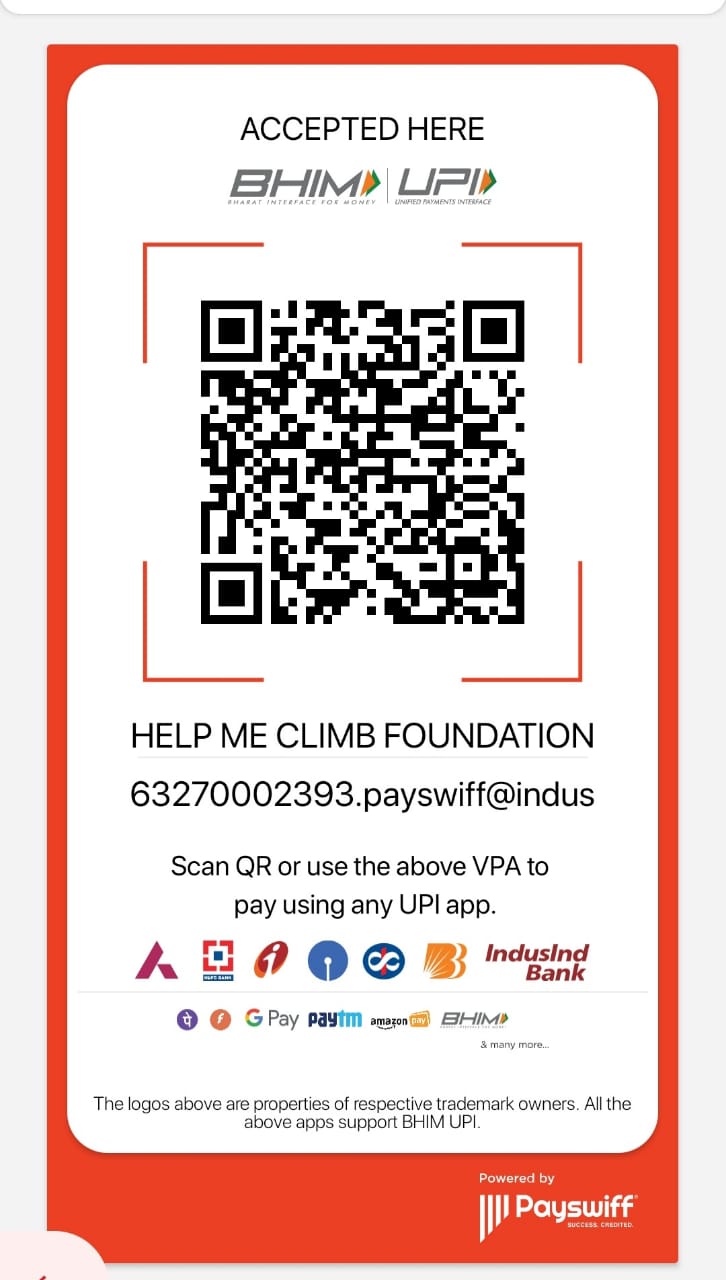 ACCEPTED HERE
BHIM UPI
BHARAT INTERFACE FOR MONEY UNIFIED PAYMENTS INTERFACE
HELP ME CLIMB FOUNDATION
63270002393.payswiff@indus
Scan QR or use the above VPA to
pay using any UPI app.
HDFC BANK
IndusInd
Bank
पे G Pay paytm amazon pay BHIM
& many more...
The logos above are properties of respective trademark owners. All the
above apps support BHIM UPI.
Powered by
Payswiff
SUCCESS. CREDITED.